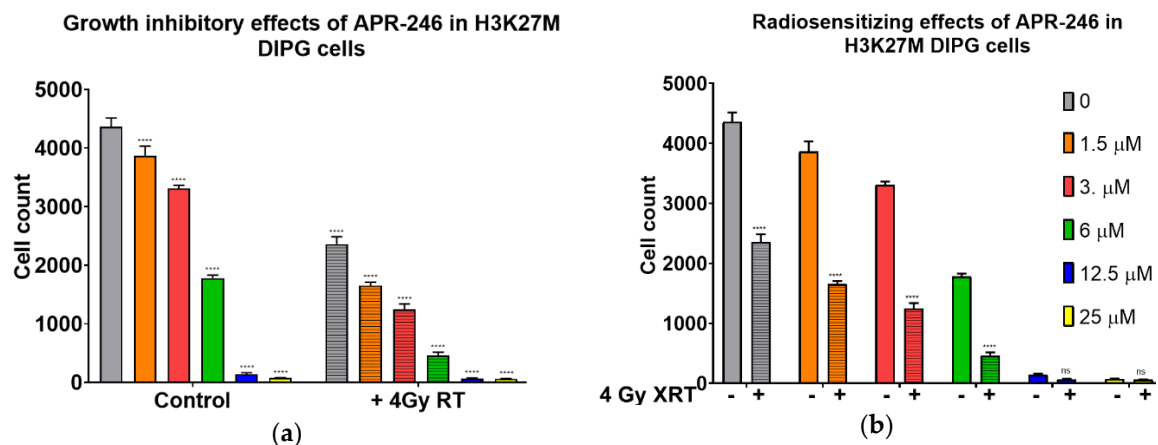 Growth inhibitory effects of APR-246 in H3K27M
DIPG cells
Cell count
5000
4000
3000
2000
1000
0
****
****
****
****
****
****
****
****
****
****
****
Control
+ 4Gy RT
(a)
Radiosensitizing effects of APR-246 in
H3K27M DIPG cells
Cell count
5000
4000
3000
2000
1000
0
****
****
****
****
ns
ns
4 Gy XRT
- + - + - + - + - + - +
0
1.5 μM
3. μM
6 μM
12.5 μM
25 μM
(b)